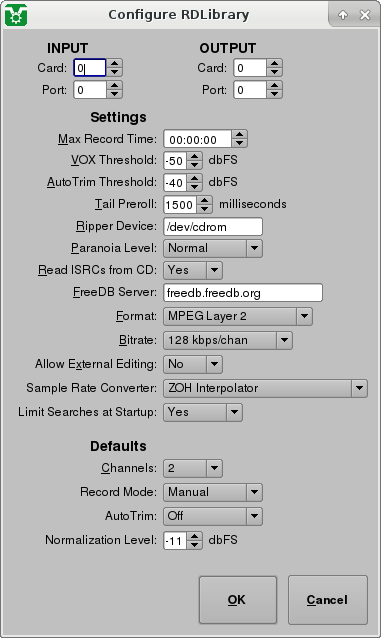 Configure RDLibrary
INPUT OUTPUT
Card: 0 Card: 0
Port: 0 Port: 0
Settings
Max Record Time: 00:00:00
VOX Threshold: -50 dbFS
AutoTrim Threshold: -40 dbFS
Tail Preroll: 1500 milliseconds
Ripper Device: /dev/cdrom
Paranoia Level: Normal
Read ISRCs from CD: Yes
FreeDB Server: freedb.freedb.org
Format: MPEG Layer 2
Bitrate: 128 kbps/chan
Allow External Editing: No
Sample Rate Converter: ZOH Interpolator
Limit Searches at Startup: Yes
Defaults
Channels: 2
Record Mode: Manual
AutoTrim: Off
Normalization Level: -11 dbFS
OK Cancel